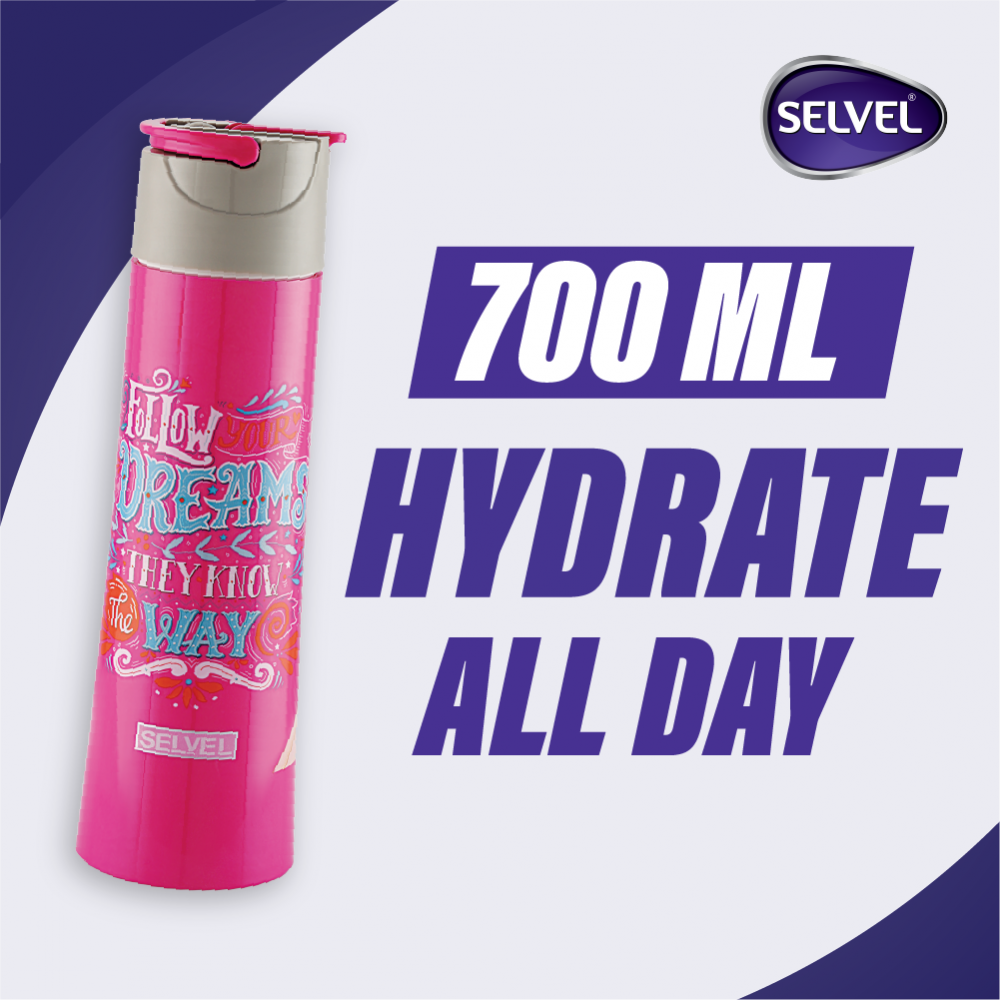 SELVEL®
700 ML
HYDRATE
ALL DAY
FOLLOW YOUR
DREAMS
THEY KNOW
The WAY
SELVEL